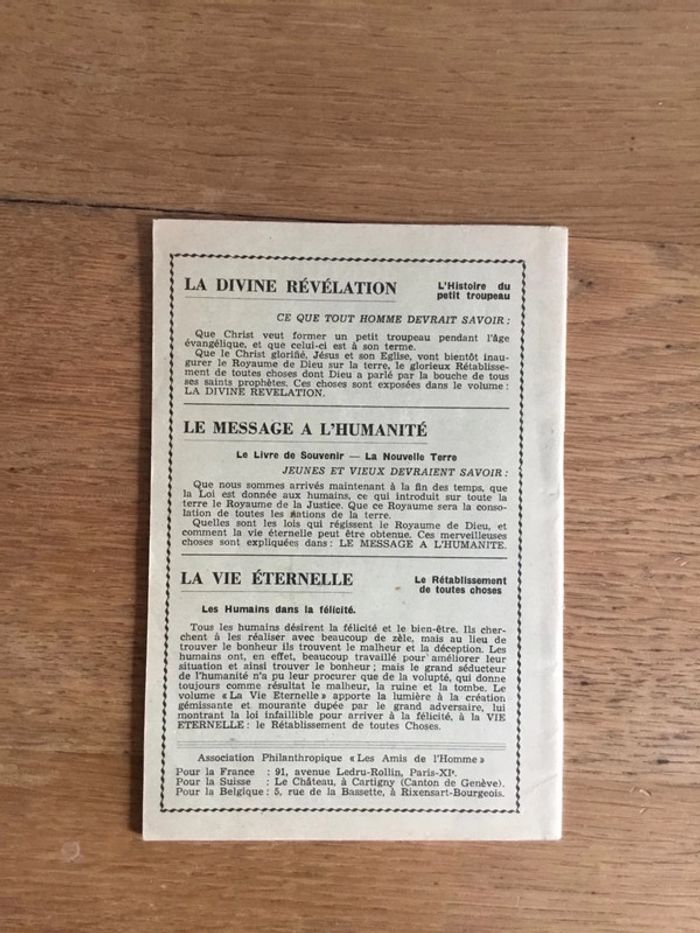 LA DIVINE RÉVÉLATION
L'Histoire du
petit troupeau
CE QUE TOUT HOMME DEVRAIT SAVOIR :
Que Christ veut former un petit troupeau pendant l'âge
évangélique, et que celui-ci est à son terme.
Que le Christ glorifié, Jésus et son Eglise, vont bientôt inau-
gurer le Royaume de Dieu sur la terre, le glorieux Rétablisse-
ment de toutes choses dont Dieu a parlé par la bouche de tous
ses saints prophètes. Ces choses sont exposées dans le volume :
LA DIVINE REVELATION.
LE MESSAGE A L'HUMANITÉ
Le Livre de Souvenir — La Nouvelle Terre
JEUNES ET VIEUX DEVRAIENT SAVOIR :
Que nous sommes arrivés maintenant à la fin des temps, que
la Loi est donnée aux humains, ce qui introduit sur toute la
terre le Royaume de la Justice. Que ce Royaume sera la conso-
lation de toutes les nations de la terre.
Quelles sont les lois qui régissent le Royaume de Dieu, et
comment la vie éternelle peut être obtenue. Ces merveilleuses
choses sont expliquées dans : LE MESSAGE A L'HUMANITE.
LA VIE ÉTERNELLE
Le Rétablissement
de toutes choses
Les Humains dans la félicité.
Tous les humains désirent la félicité et le bien-être. Ils cher-
chent à les réaliser avec beaucoup de zèle, mais au lieu de
trouver le bonheur ils trouvent le malheur et la déception. Les
humains ont, en effet, beaucoup travaillé pour améliorer leur
situation et ainsi trouver le bonheur ; mais le grand séducteur
de l'humanité n'a pu leur procurer que de la volupté, qui donne
toujours comme résultat le malheur, la ruine et la tombe. Le
volume « La Vie Eternelle » apporte la lumière à la création
gémissante et mourante dupée par le grand adversaire, lui
montrant la loi infaillible pour arriver à la félicité, à la VIE
ETERNELLE : le Rétablissement de toutes Choses.
Association Philanthropique « Les Amis de l'Homme »
Pour la France : 91, avenue Ledru-Rollin, Paris-XIe.
Pour la Suisse : Le Château, à Cartigny (Canton de Genève).
Pour la Belgique : 5, rue de la Bassette, à Rixensart-Bourgeois.